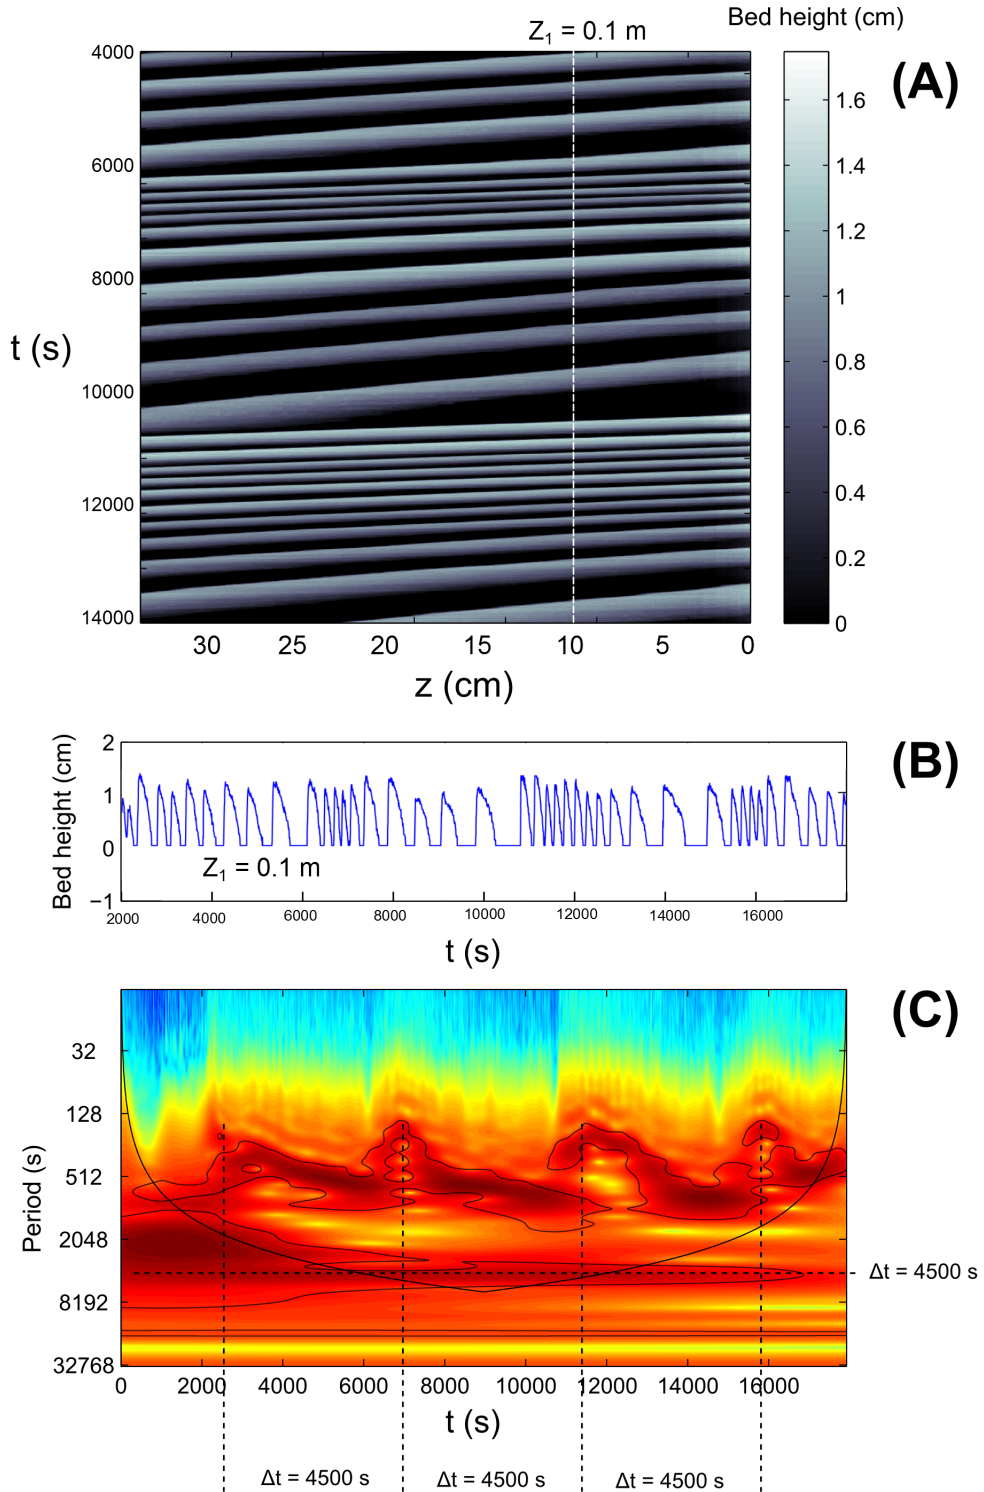 Z1 = 0.1 m
Bed height (cm)
(A)
4000
6000
8000
10000
12000
14000
t (s)
1.6
1.4
1.2
1
0.8
0.6
0.4
0.2
0
30 25 20 15 10 5 0
z (cm)
(B)
2
1
0
−1
Bed height (cm)
Z1 = 0.1 m
2000 4000 6000 8000 10000 12000 14000 16000
t (s)
(C)
32
128
512
2048
8192
32768
Period (s)
Δt = 4500 s
0 2000 4000 6000 8000 10000 12000 14000 16000
t (s)
Δt = 4500 s Δt = 4500 s Δt = 4500 s